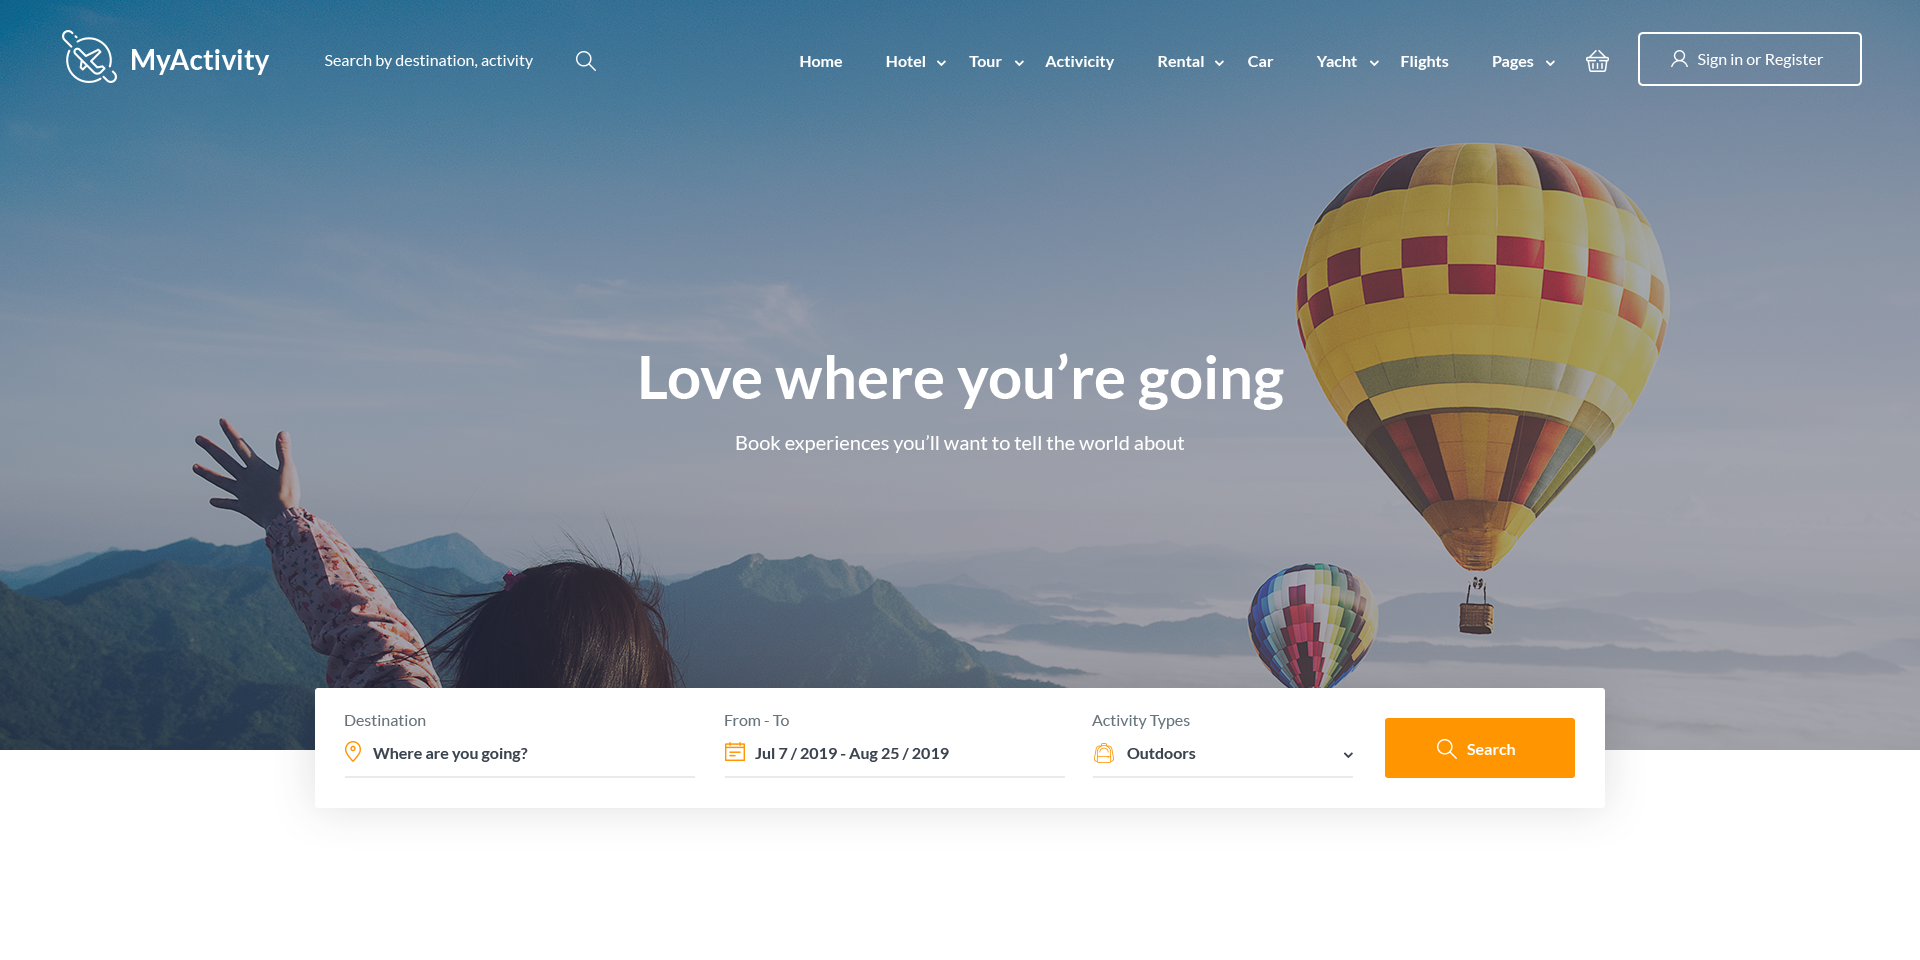 MyActivity
Search by destination, activity
Home Hotel Tour Activicity Rental Car Yacht Flights Pages
Sign in or Register
Love where you’re going
Book experiences you’ll want to tell the world about
Destination
Where are you going?
From - To
Jul 7 / 2019 - Aug 25 / 2019
Activity Types
Outdoors
Search